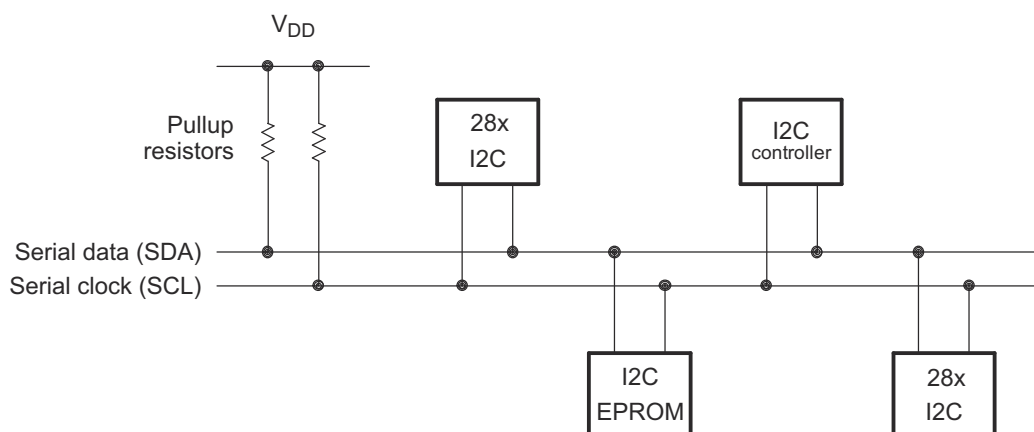 VDD
Pullup
resistors
28x
I2C
I2C
controller
Serial data (SDA)
Serial clock (SCL)
I2C
EPROM
28x
I2C